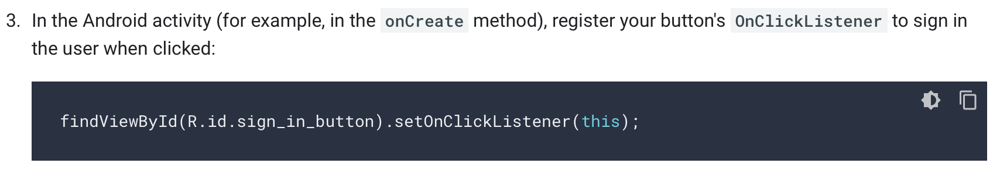 3. In the Android activity (for example, in the onCreate method), register your button's OnClickListener to sign in
the user when clicked:
findViewById(R.id.sign_in_button).setOnClickListener(this);